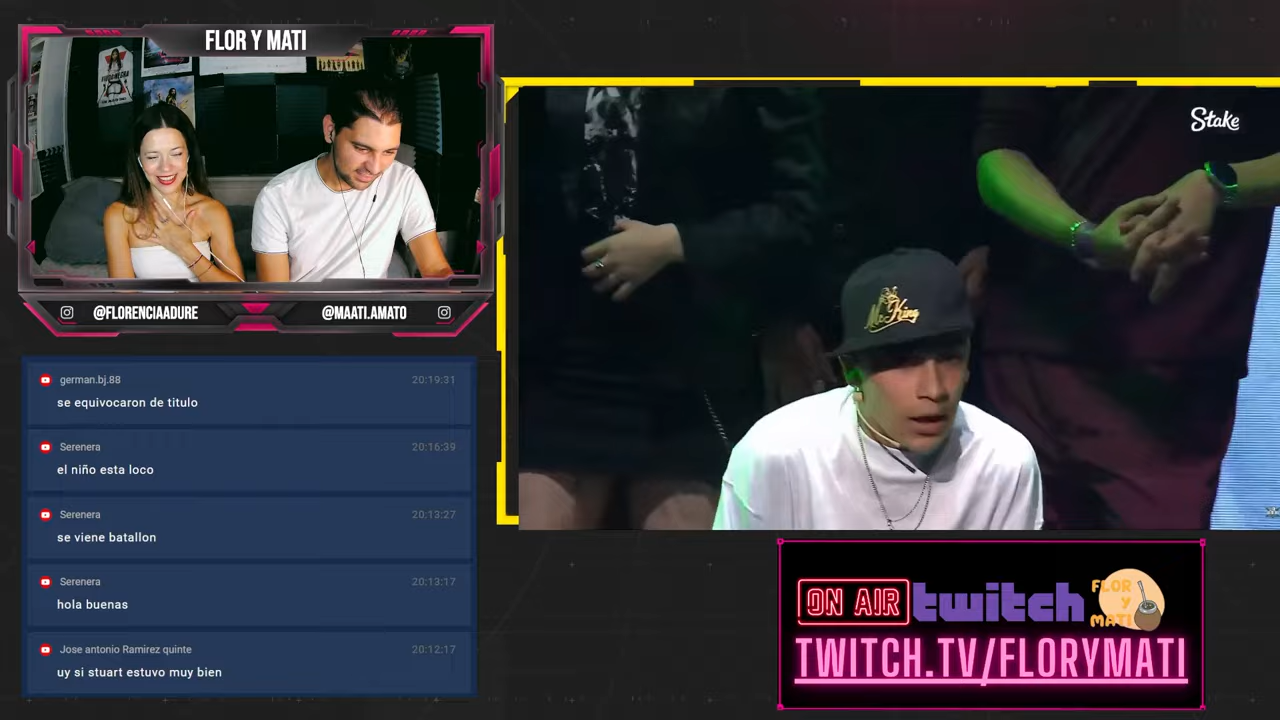 FLOR Y MATI
@FLORENCIAADURE
@MAATI.AMATO
german.bj.88
20:19:31
se equivocaron de titulo
Serenera
20:16:39
el niño esta loco
Serenera
20:13:27
se viene batallon
Serenera
20:13:17
hola buenas
Jose antonio Ramirez quinte
20:12:17
uy si stuart estuvo muy bien
Stake
Mc King
ON AIR
twitch
FLOR
Y
MATI
TWITCH.TV/FLORYMATI